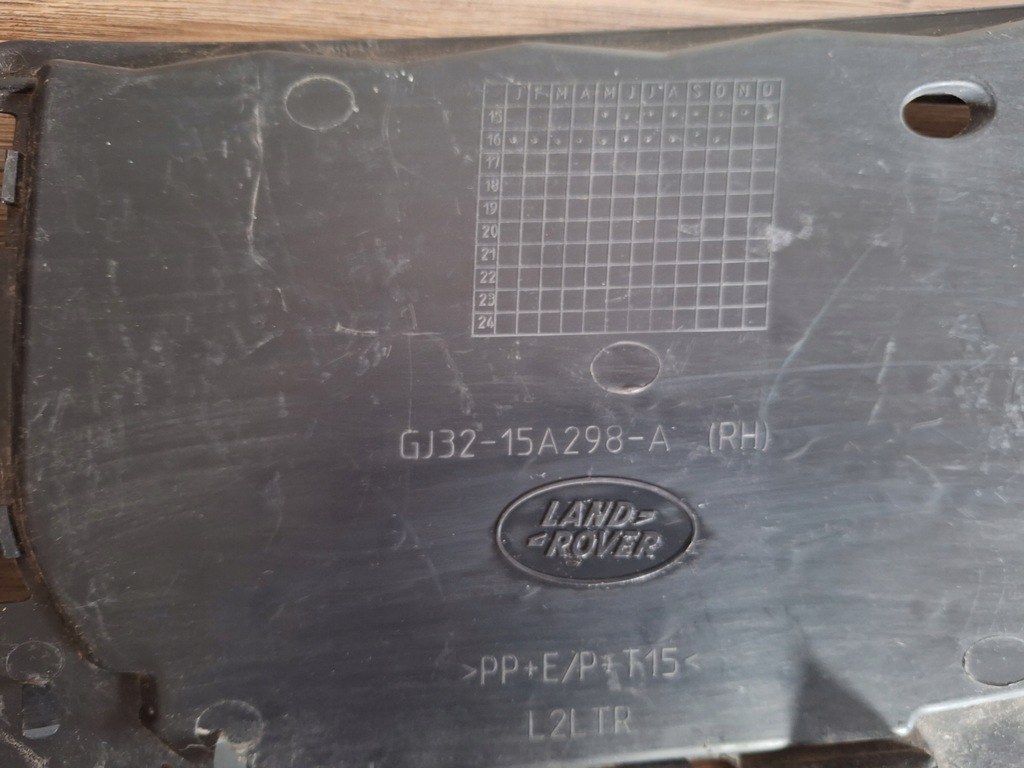 J F M A M J J A S O N D
15
16
17
18
19
20
21
22
23
24
GJ32-15A298-A (RH)
LAND
ROVER
>PP+E/P+T15<
L2LTR